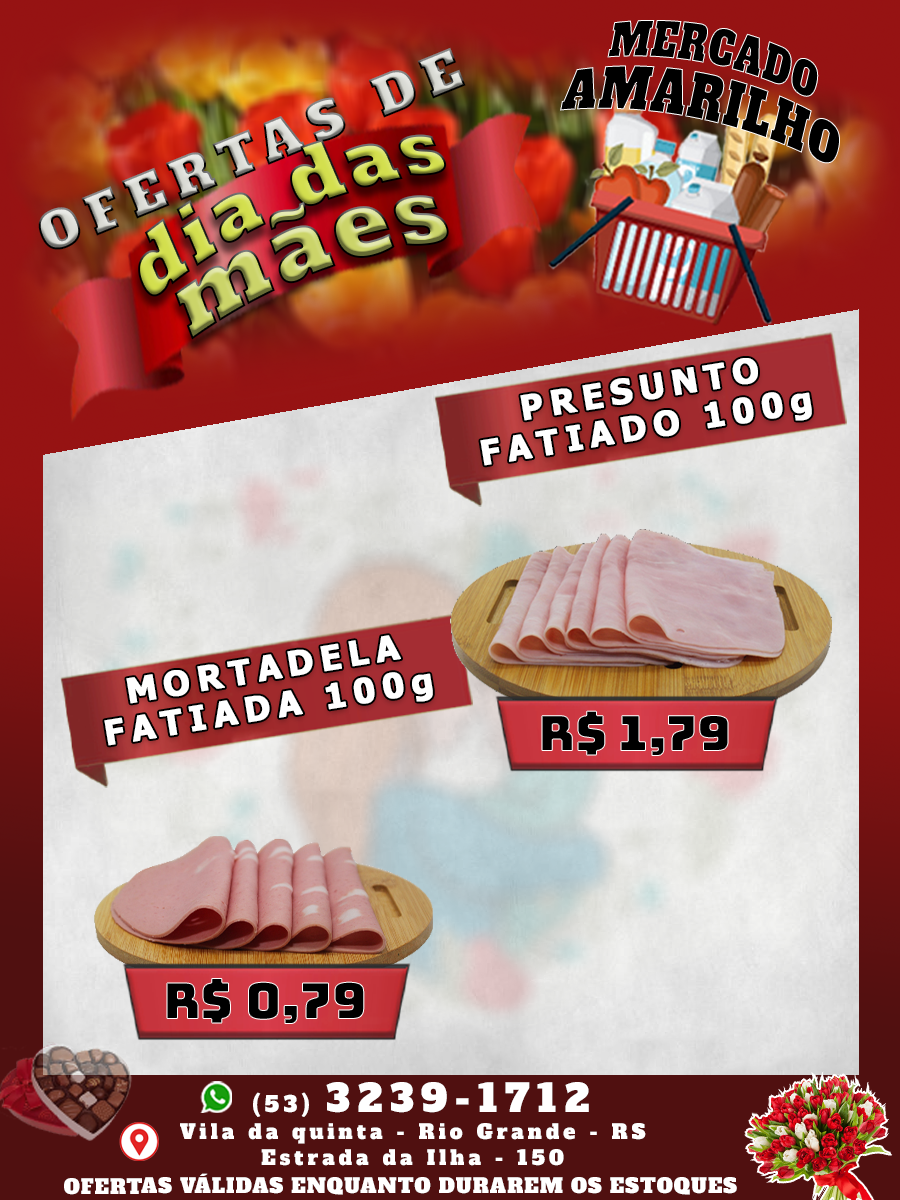 MERCADO
AMARILHO
OFERTAS DE
dia das
mães
PRESUNTO
FATIADO 100g
R$ 1,79
MORTADELA
FATIADA 100g
R$ 0,79
(53) 3239-1712
Vila da quinta - Rio Grande - RS
Estrada da Ilha - 150
OFERTAS VÁLIDAS ENQUANTO DURAREM OS ESTOQUES